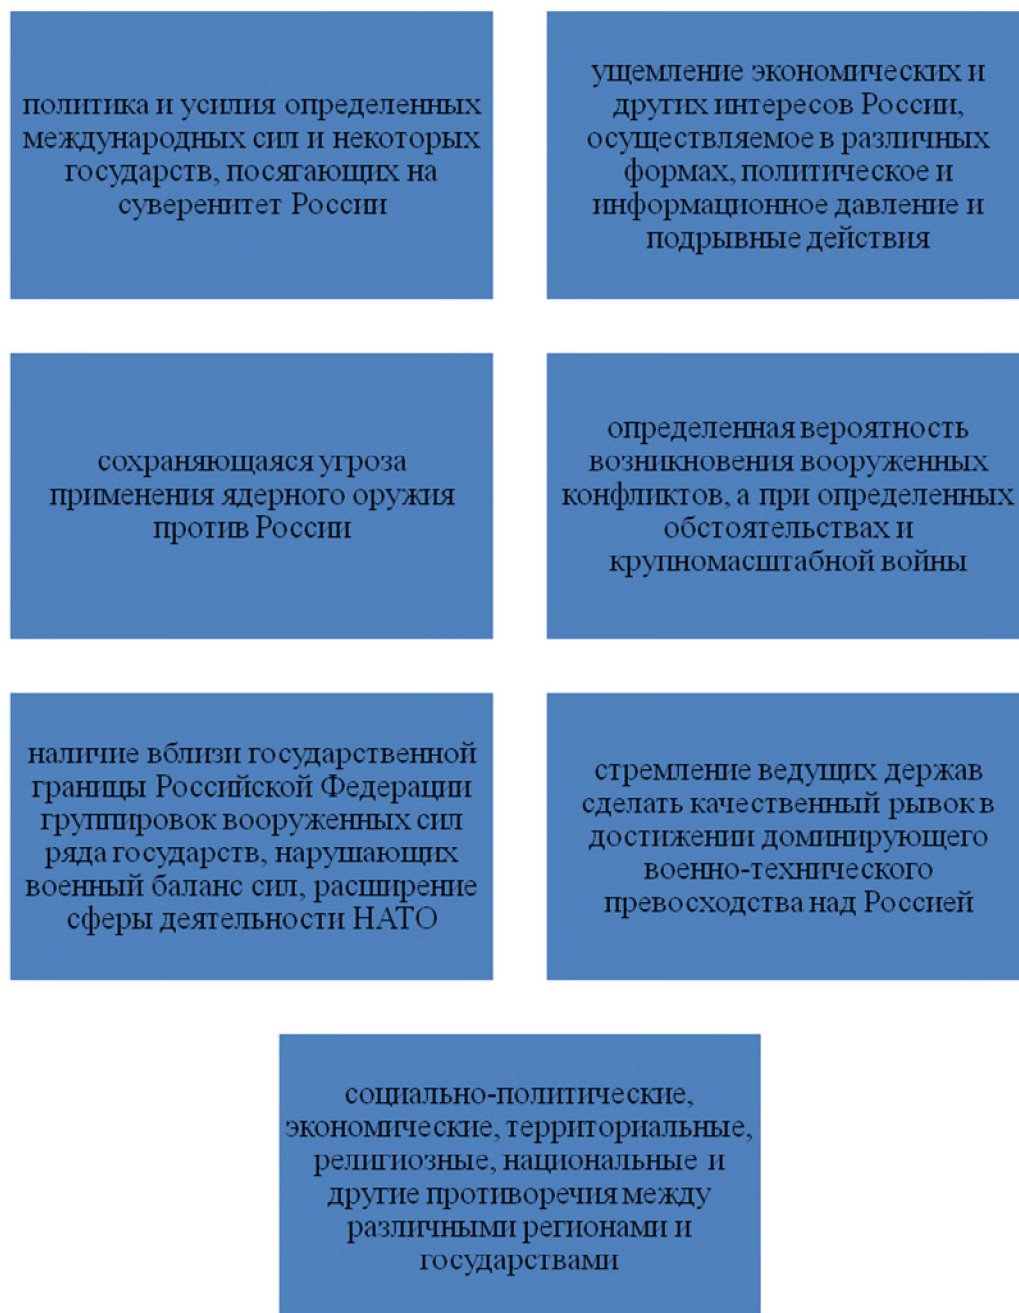 политика и усилия определенных
международных сил и некоторых
государств, посягающих на
суверенитет России
ущемление экономических и
других интересов России,
осуществляемое в различных
формах, политическое и
информационное давление и
подрывные действия
сохраняющаяся угроза
применения ядерного оружия
против России
определенная вероятность
возникновения вооруженных
конфликтов, а при определенных
обстоятельствах и
крупномасштабной войны
наличие вблизи государственной
границы Российской Федерации
группировок вооруженных сил
ряда государств, нарушающих
военный баланс сил, расширение
сферы деятельности НАТО
стремление ведущих держав
сделать качественный рывок в
достижении доминирующего
военно-технического
превосходства над Россией
социально-политические,
экономические, территориальные,
религиозные, национальные и
другие противоречия между
различными регионами и
государствами